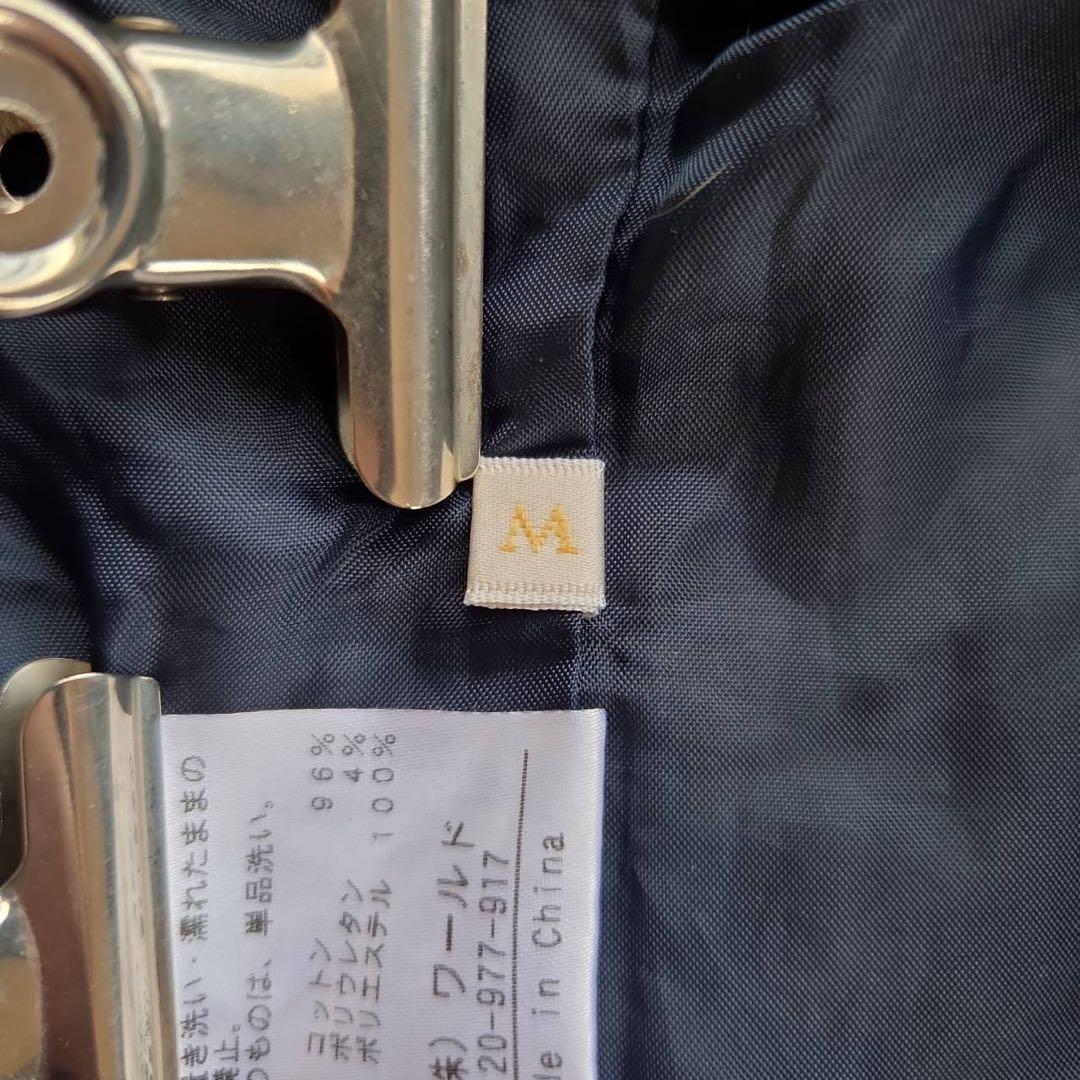 M
コットン 96%
ポリウレタン 4%
ポリエステル 100%
き洗い・濡れたままの
廃止。
ものは、単品洗い。
株）ワールド
20-977-917
de in China